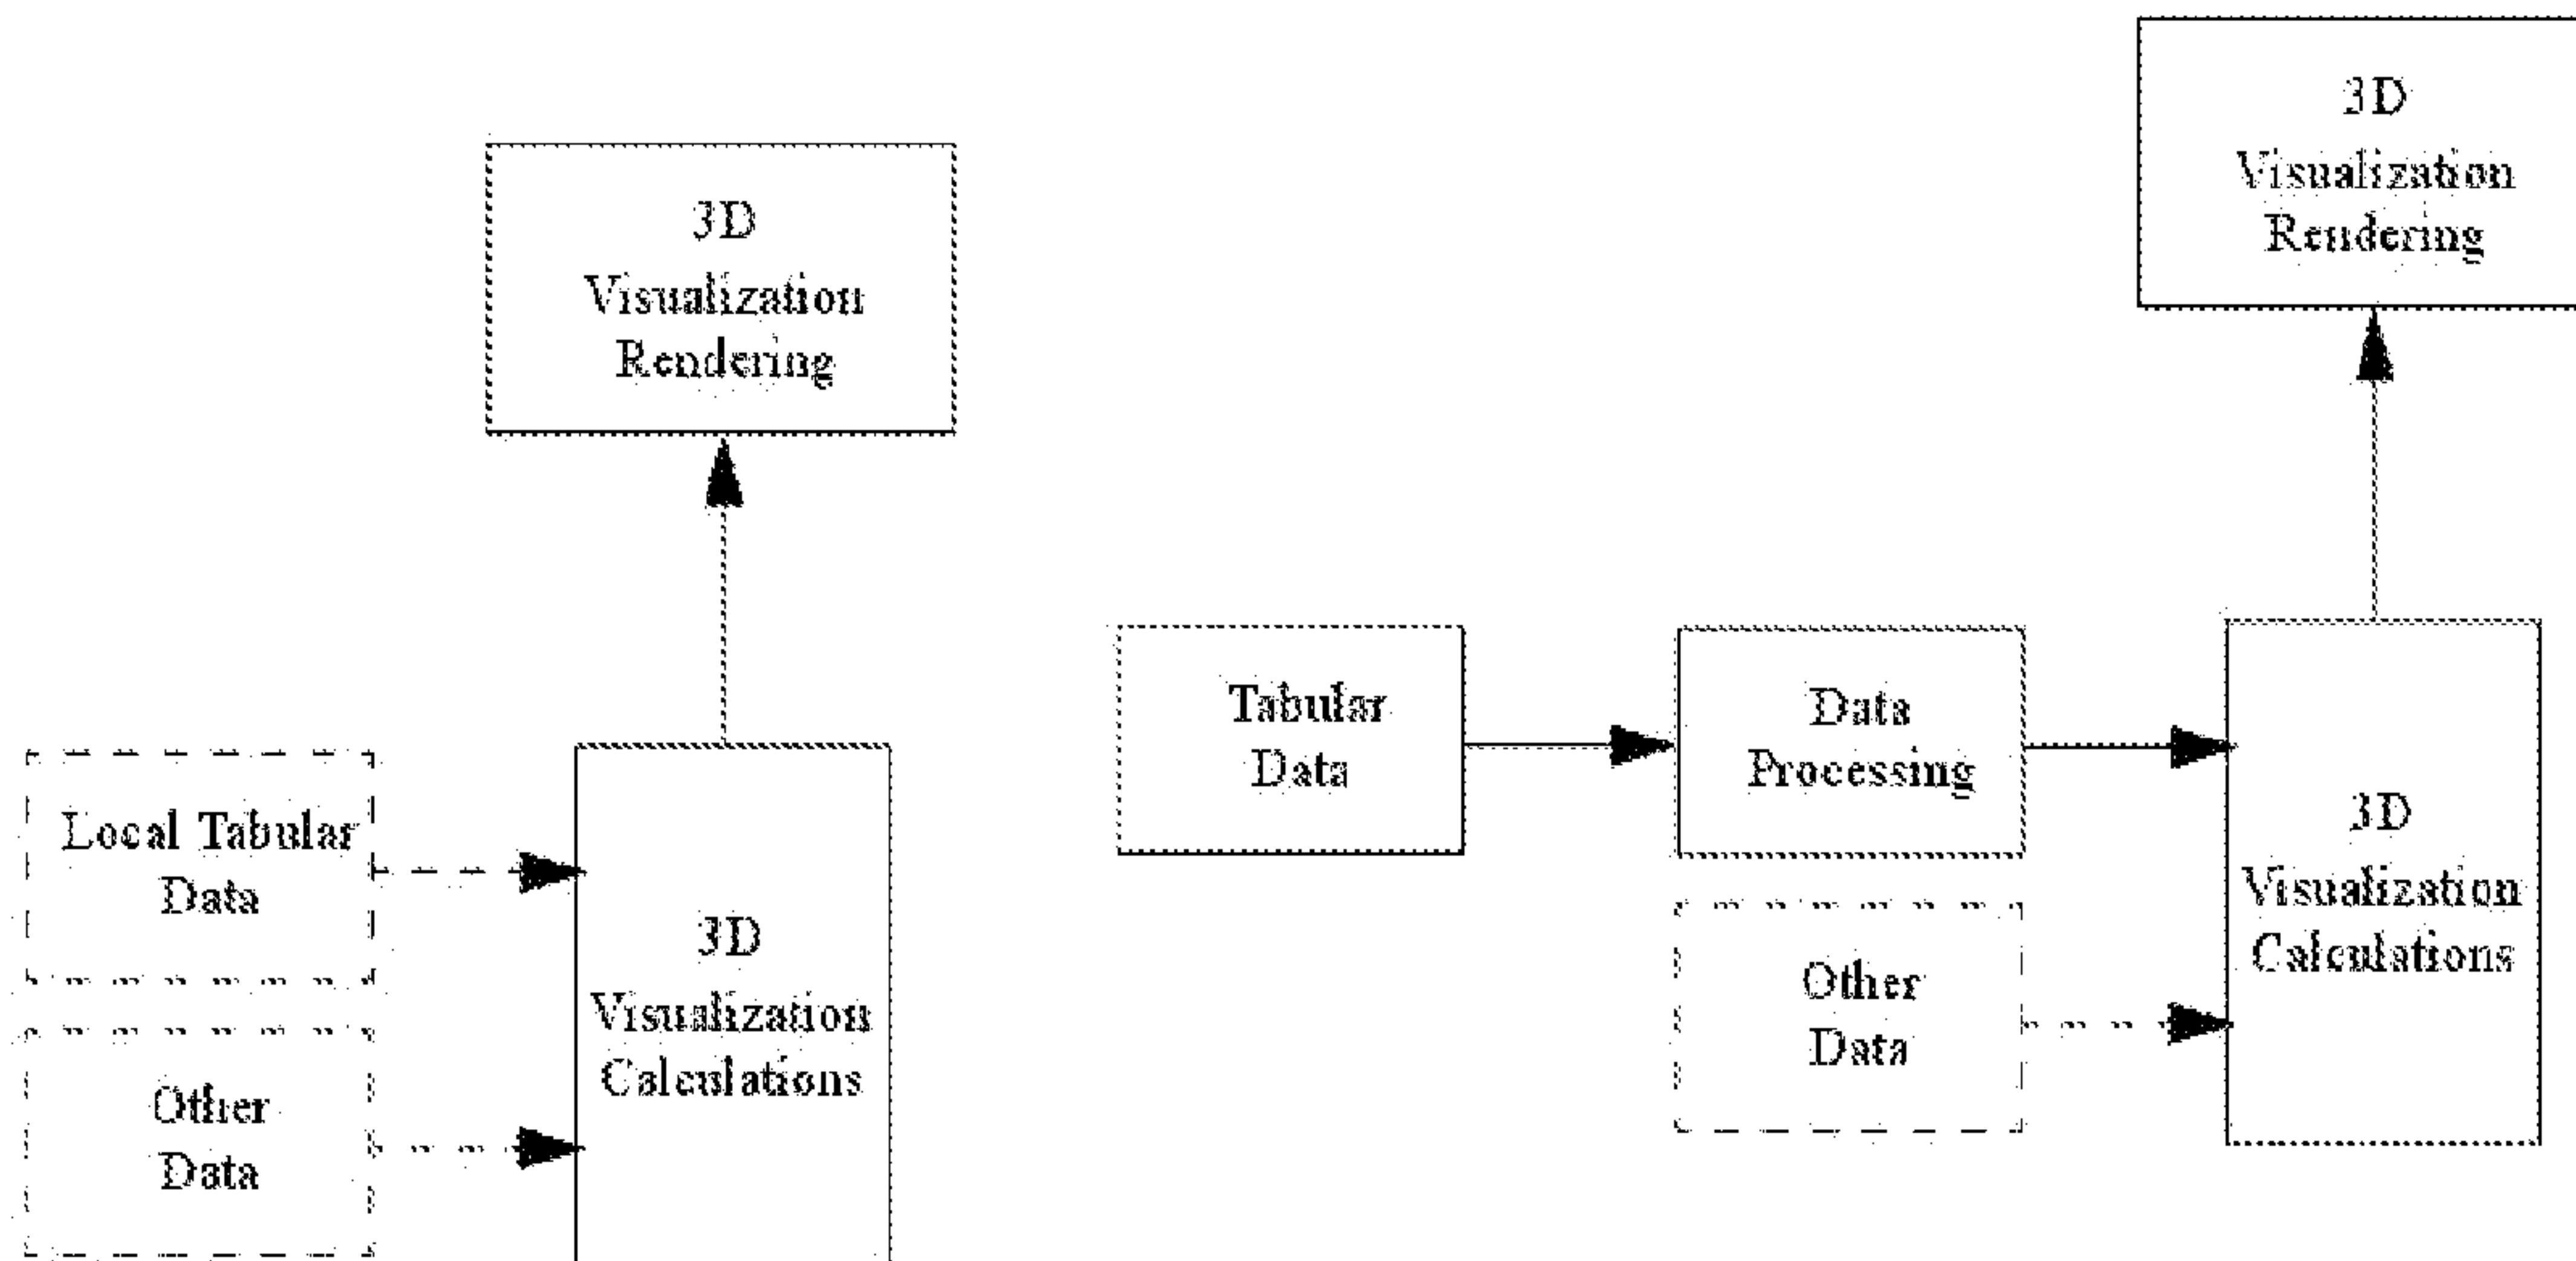 3D
Visualization
Rendering
Local Tabular
Data
Other
Data
3D
Visualization
Calculations
3D
Visualization
Rendering
Tabular
Data
Data
Processing
Other
Data
3D
Visualization
Calculations